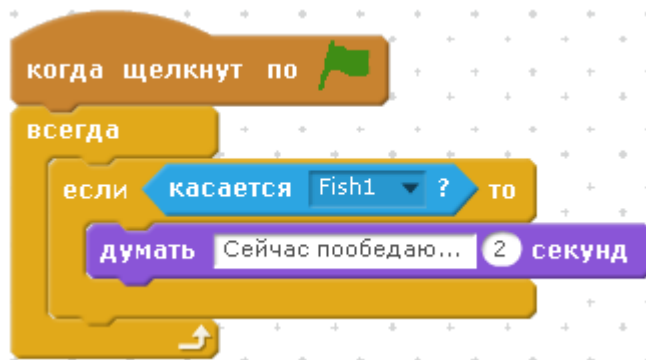 когда щелкнут по
всегда
если касается Fish1 ? то
думать Сейчас пообедаю... 2 секунд